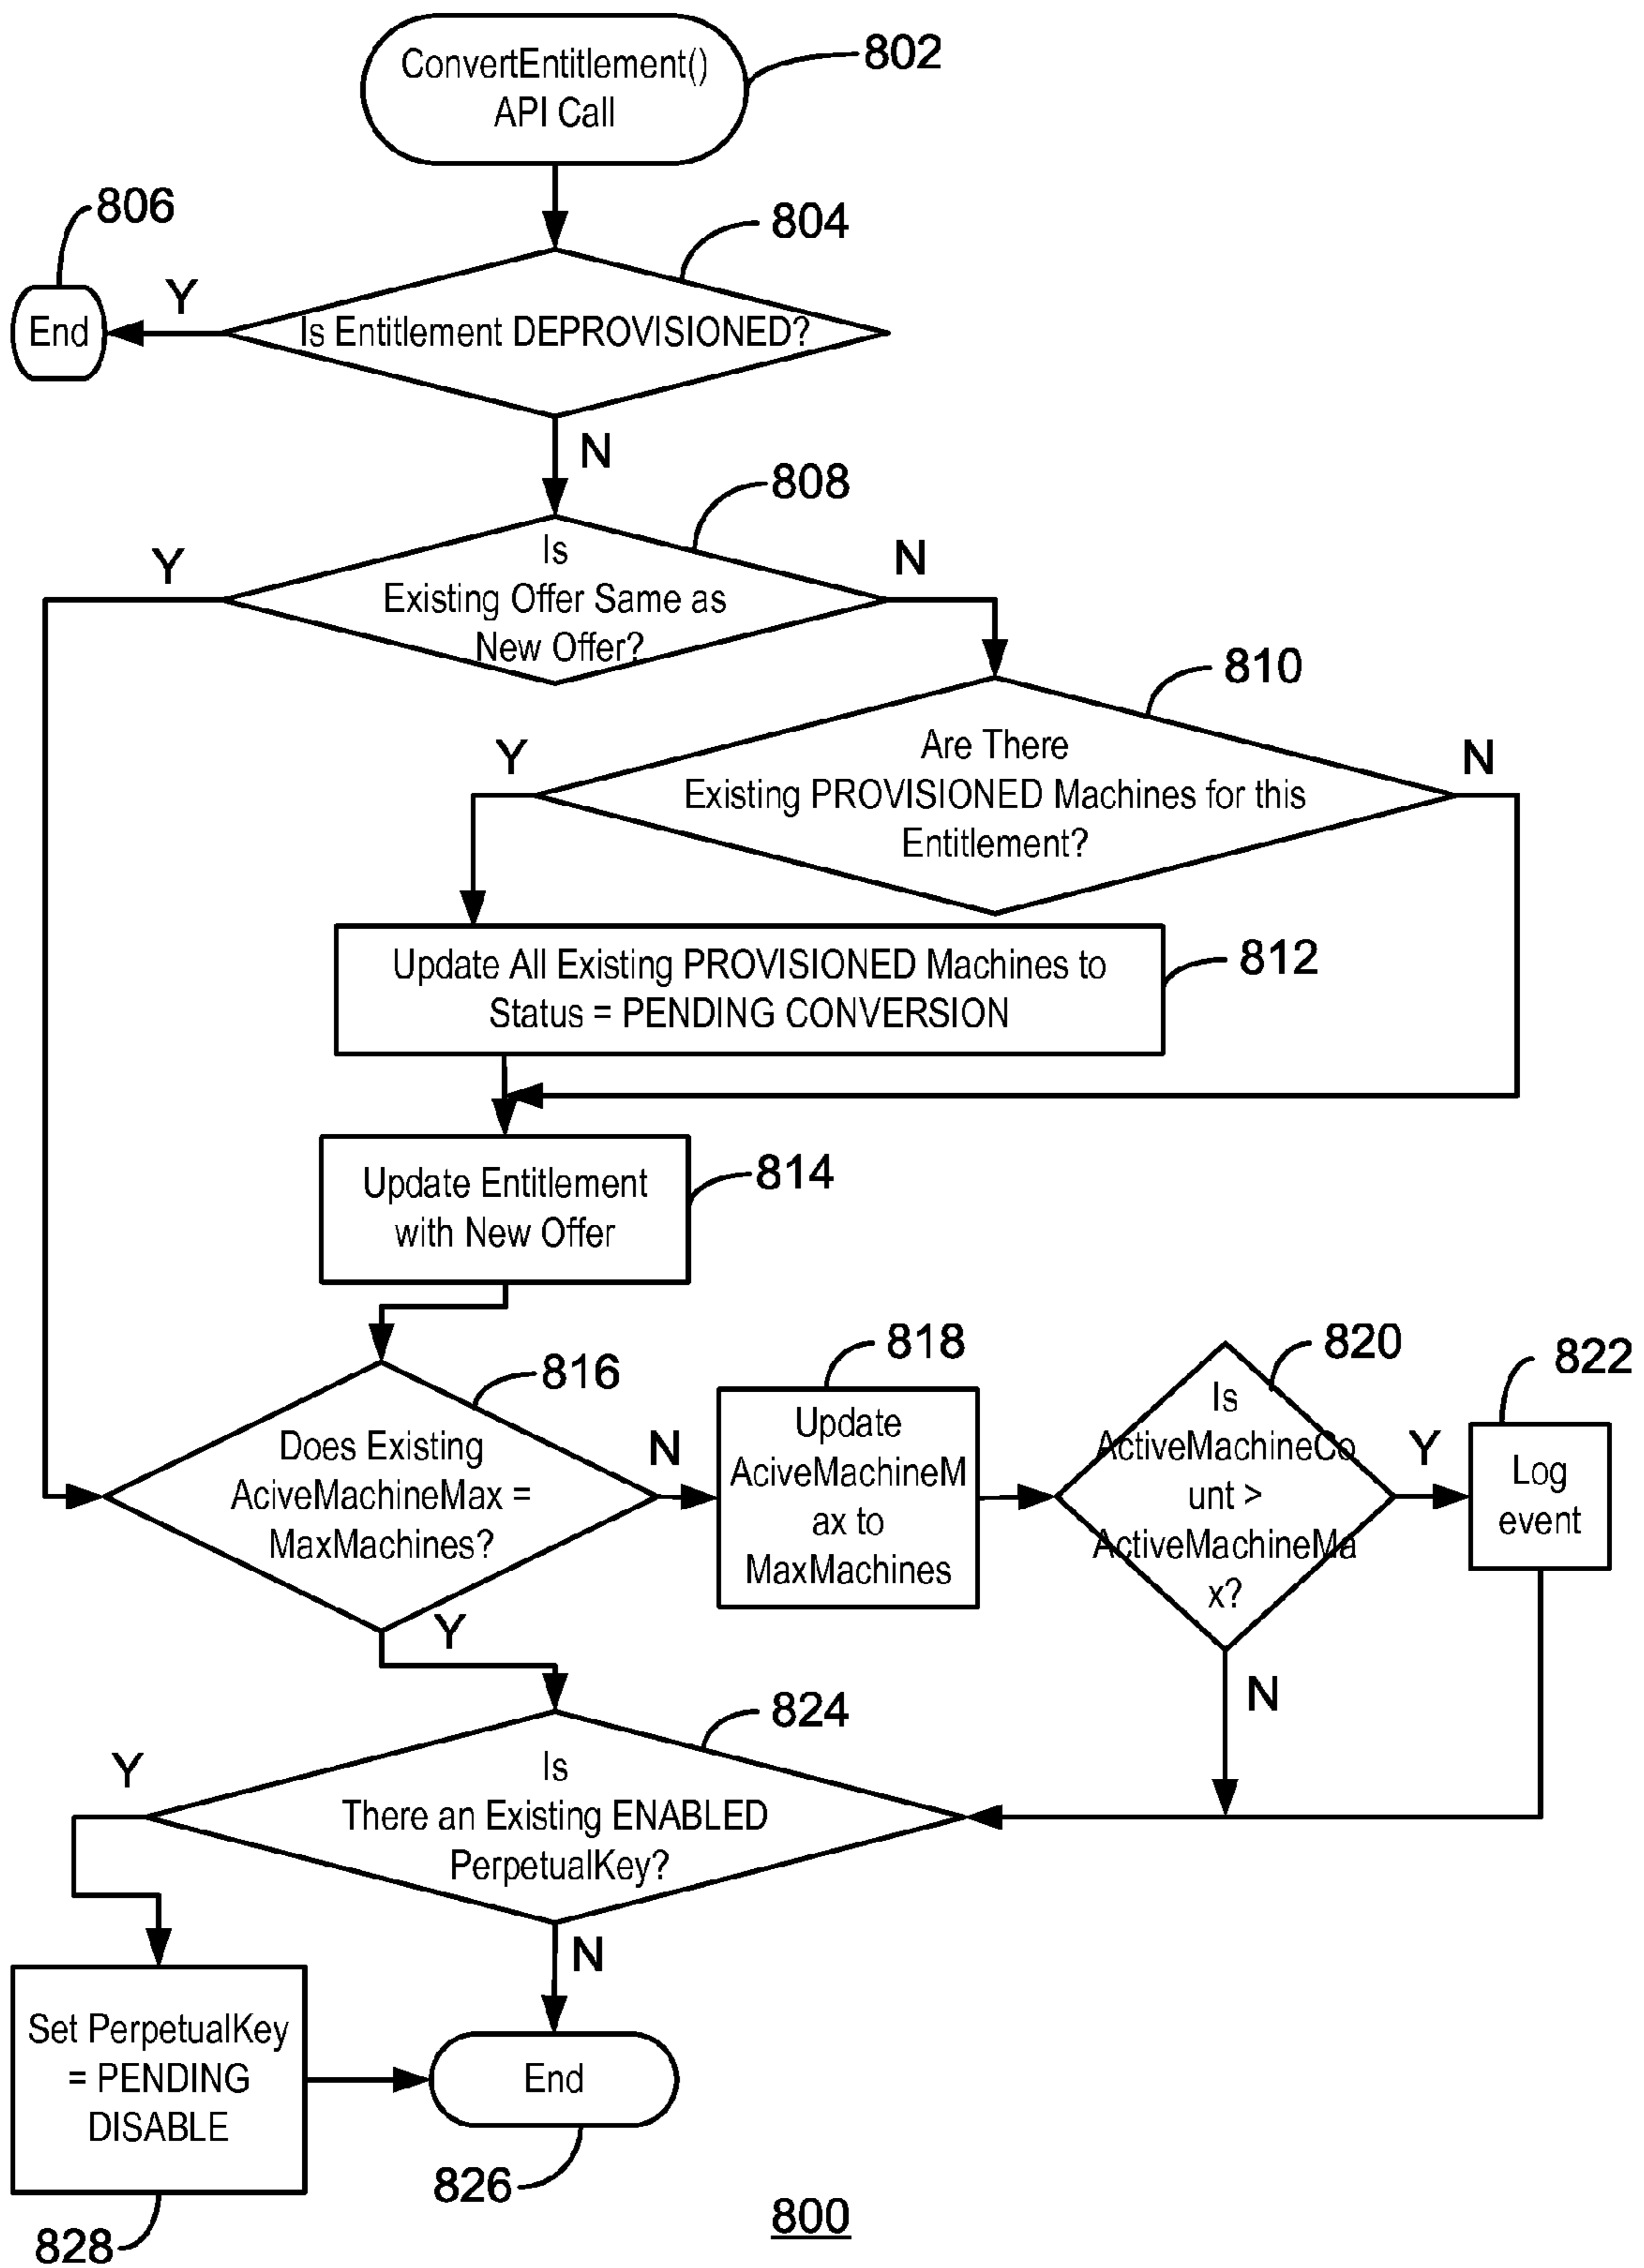 ConvertEntitlement()
API Call
802
806
804
Y
End
Is Entitlement DEPROVISIONED?
N
808
Y
Is
Existing Offer Same as
New Offer?
N
810
Y
Are There
Existing PROVISIONED Machines for this
Entitlement?
N
Update All Existing PROVISIONED Machines to
Status = PENDING CONVERSION
812
Update Entitlement
with New Offer
814
816
Does Existing
AciveMachineMax =
MaxMachines?
N
Y
818
Update
AciveMachineM
ax to
MaxMachines
820
Is
ActiveMachineCo
unt >
ActiveMachineMa
x?
Y
N
822
Log
event
824
Y
Is
There an Existing ENABLED
PerpetualKey?
N
Set PerpetualKey
= PENDING
DISABLE
End
826
828
800